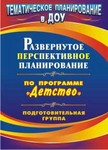 ТЕМАТИЧЕСКОЕ ПЛАНИРОВАНИЕ
в ДОУ
РАЗВЕРНУТОЕ
ПЕРСПЕКТИВНОЕ
ПЛАНИРОВАНИЕ
ПО ПРОГРАММЕ
«Детство»
ПОДГОТОВИТЕЛЬНАЯ
ГРУППА